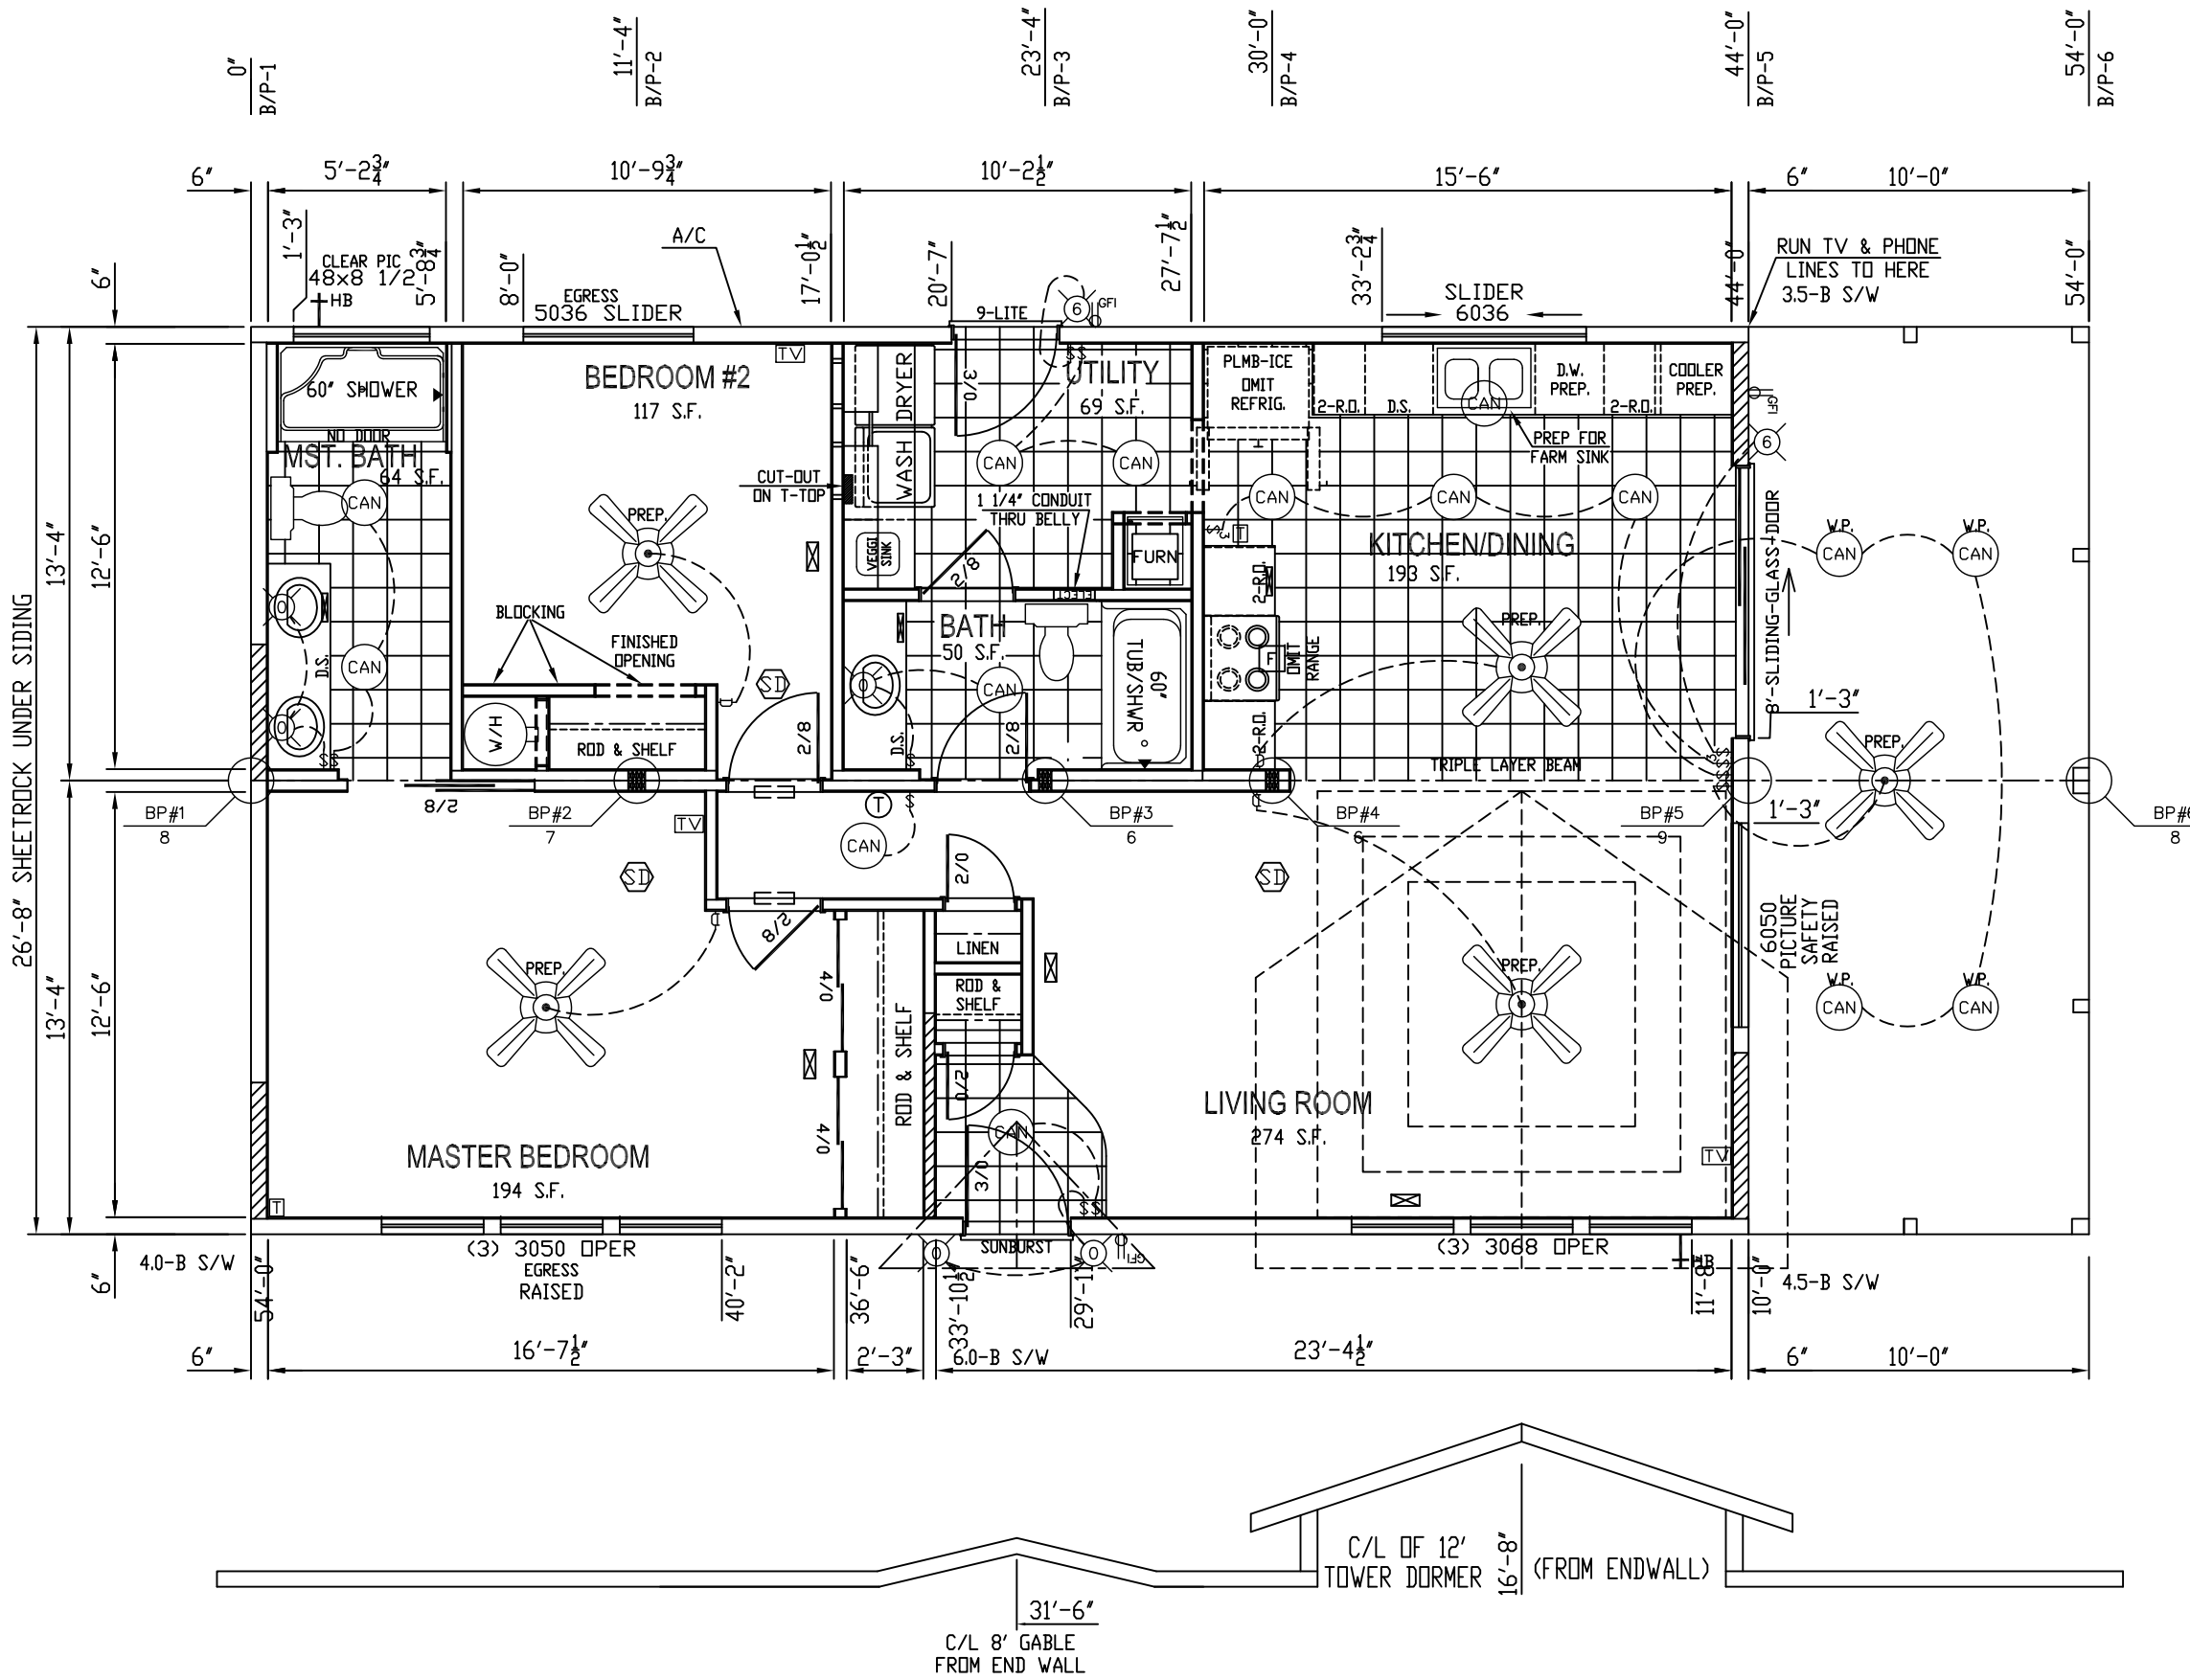 0"
B/P-1
11'-4"
B/P-2
23'-4"
B/P-3
30'-0"
B/P-4
44'-0"
B/P-5
54'-0"
B/P-6
6"
5'-2 3/4"
10'-9 3/4"
10'-2 1/2"
15'-6"
6"
10'-0"
1'-3"
5'-8 3/4"
8'-0"
17'-0 1/2"
20'-7"
27'-7 1/2"
33'-2 3/4"
44'-0"
54'-0"
A/C
CLEAR PIC
48x8 1/2
HB
EGRESS
5036 SLIDER
9-LITE
6
GFI
SLIDER
6036
RUN TV & PHONE
LINES TO HERE
3.5-B S/W
6"
26'-8" SHEETROCK UNDER SIDING
13'-4"
12'-6"
13'-4"
12'-6"
6"
60" SHOWER
NO DOOR
MST. BATH
64 S.F.
CAN
CAN
O
O
D.S.
$$
BEDROOM #2
117 S.F.
TV
PREP.
BLOCKING
FINISHED
OPENING
SD
W/H
ROD & SHELF
2/8
CUT-OUT
ON T-TOP
DRYER
WASH
VEGGI
SINK
3/0
$$
UTILITY
69 S.F.
CAN
CAN
1 1/4" CONDUIT
THRU BELLY
FURN
2/8
ELECT
BATH
50 S.F.
O
CAN
D.S.
$
2/8
60"
TUB/SHWR
PLMB-ICE
OMIT
REFRIG.
2-R.O.
D.S.
CAN
D.W.
PREP.
2-R.O.
COOLER
PREP.
PREP FOR
FARM SINK
CAN
CAN
CAN
T
KITCHEN/DINING
193 S.F.
2-R.O.
F
OMIT
RANGE
2-R.O.
PREP.
TRIPLE LAYER BEAM
GFI
6
8'-SLIDING-GLASS-DOOR
1'-3"
W.P.
CAN
W.P.
CAN
PREP.
1'-3"
BP#1
8
2/8
BP#2
7
BP#3
6
BP#4
6
BP#5
9
BP#6
8
TV
SD
T
$
CAN
2/0
2/8
LINEN
ROD &
SHELF
2/0
PREP.
4/0
4/0
ROD & SHELF
MASTER BEDROOM
194 S.F.
T
CAN
3/0
$$
SD
PREP.
LIVING ROOM
274 S.F.
TV
6050
PICTURE
SAFETY
RAISED
W.P.
CAN
W.P.
CAN
(3) 3050 OPER
EGRESS
RAISED
SUNBURST
O
O
GFI
(3) 3068 OPER
HB
4.0-B S/W
4.5-B S/W
54'-0"
40'-2"
36'-6"
33'-10 1/2"
29'-11"
11'-8"
10'-0"
6"
16'-7 1/2"
2'-3"
6.0-B S/W
23'-4 1/2"
6"
10'-0"
C/L OF 12'
TOWER DORMER
16'-8"
(FROM ENDWALL)
31'-6"
C/L 8' GABLE
FROM END WALL